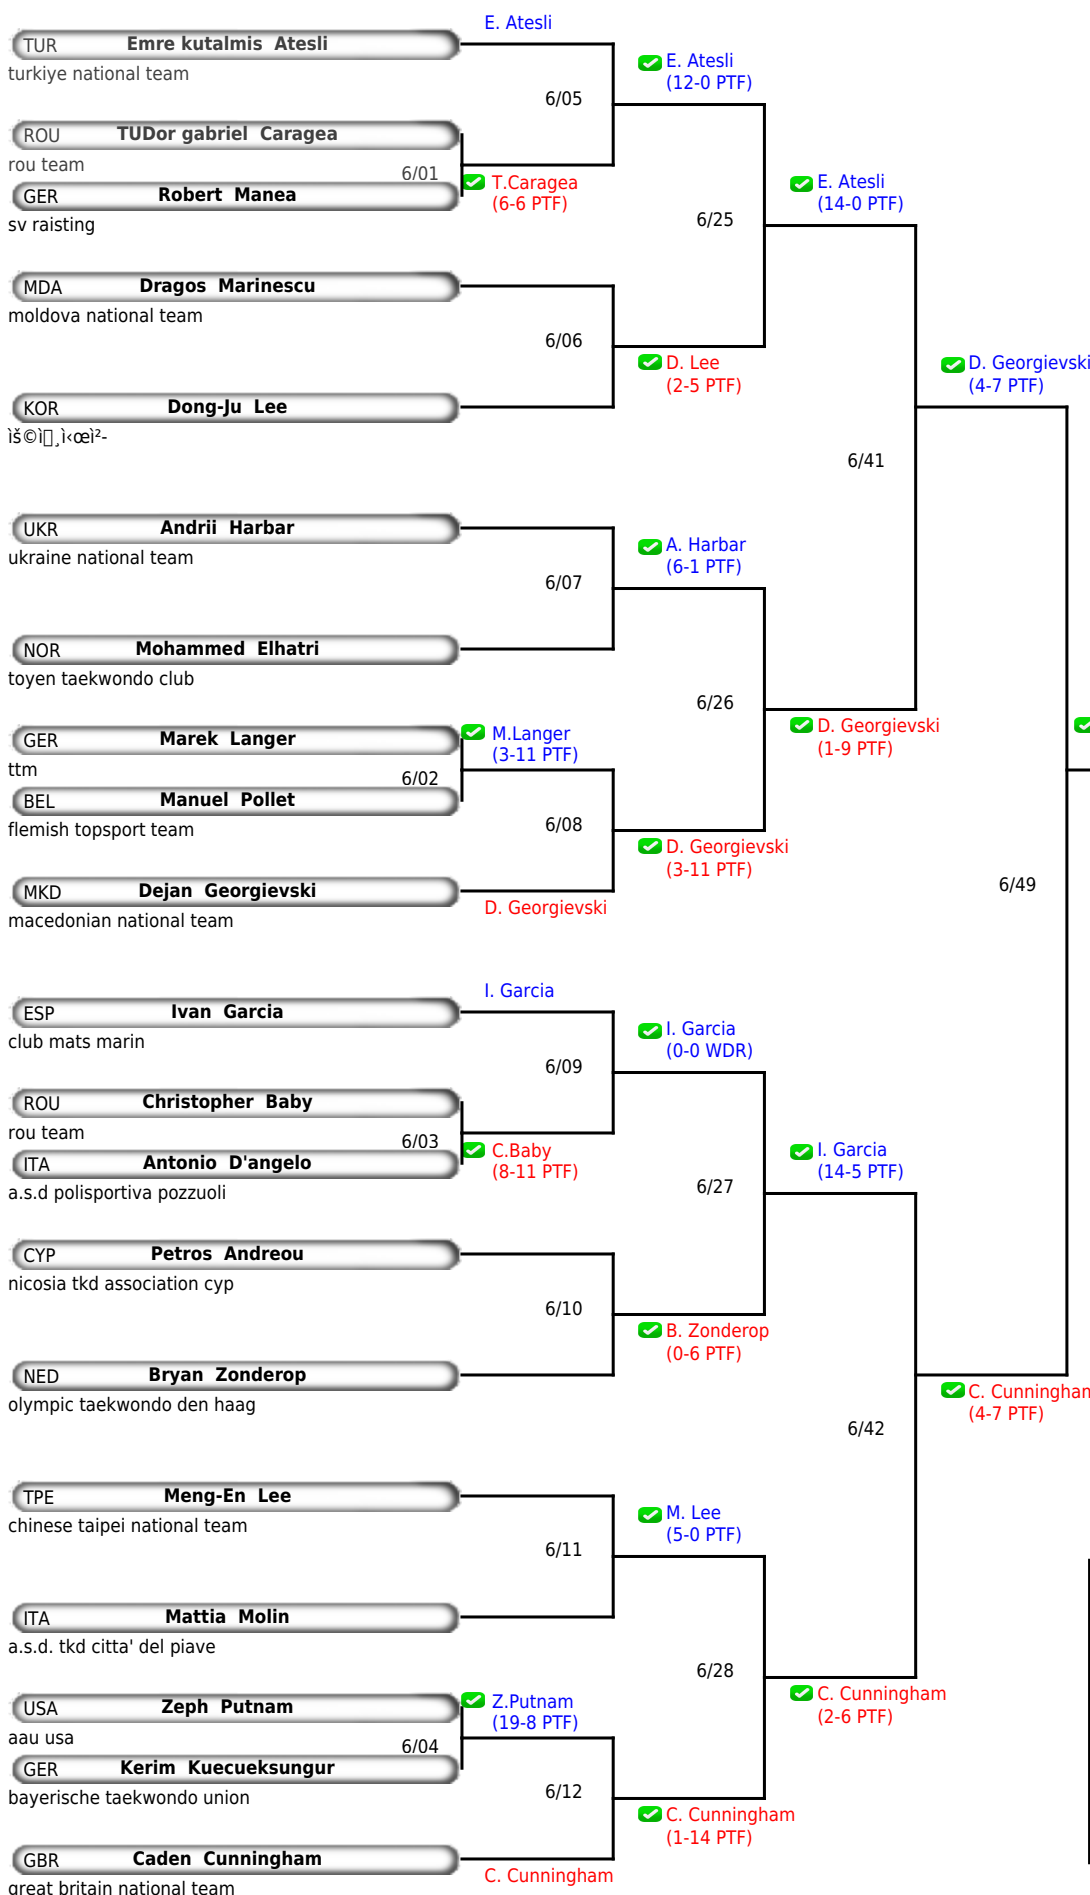 E. Atesli
TUR Emre kutalmis Atesli
turkiye national team
E. Atesli
(12-0 PTF)
6/05
ROU TUDor gabriel Caragea
rou team
6/01
T.Caragea
(6-6 PTF)
GER Robert Manea
sv raisting
E. Atesli
(14-0 PTF)
6/25
MDA Dragos Marinescu
moldova national team
6/06
D. Lee
(2-5 PTF)
D. Georgievski
(4-7 PTF)
KOR Dong-Ju Lee
6/41
UKR Andrii Harbar
ukraine national team
A. Harbar
(6-1 PTF)
6/07
NOR Mohammed Elhatri
toyen taekwondo club
6/26
D. Georgievski
(1-9 PTF)
GER Marek Langer
ttm
M.Langer
(3-11 PTF)
6/02
BEL Manuel Pollet
flemish topsport team
6/08
D. Georgievski
(3-11 PTF)
MKD Dejan Georgievski
macedonian national team
D. Georgievski
6/49
I. Garcia
ESP Ivan Garcia
club mats marin
I. Garcia
(0-0 WDR)
6/09
ROU Christopher Baby
rou team
6/03
C.Baby
(8-11 PTF)
ITA Antonio D'angelo
a.s.d polisportiva pozzuoli
I. Garcia
(14-5 PTF)
6/27
CYP Petros Andreou
nicosia tkd association cyp
6/10
B. Zonderop
(0-6 PTF)
NED Bryan Zonderop
olympic taekwondo den haag
C. Cunningham
(4-7 PTF)
6/42
TPE Meng-En Lee
chinese taipei national team
M. Lee
(5-0 PTF)
6/11
ITA Mattia Molin
a.s.d. tkd citta' del piave
6/28
C. Cunningham
(2-6 PTF)
USA Zeph Putnam
aau usa
Z.Putnam
(19-8 PTF)
6/04
GER Kerim Kuecueksungur
bayerische taekwondo union
6/12
C. Cunningham
(1-14 PTF)
GBR Caden Cunningham
great britain national team
C. Cunningham